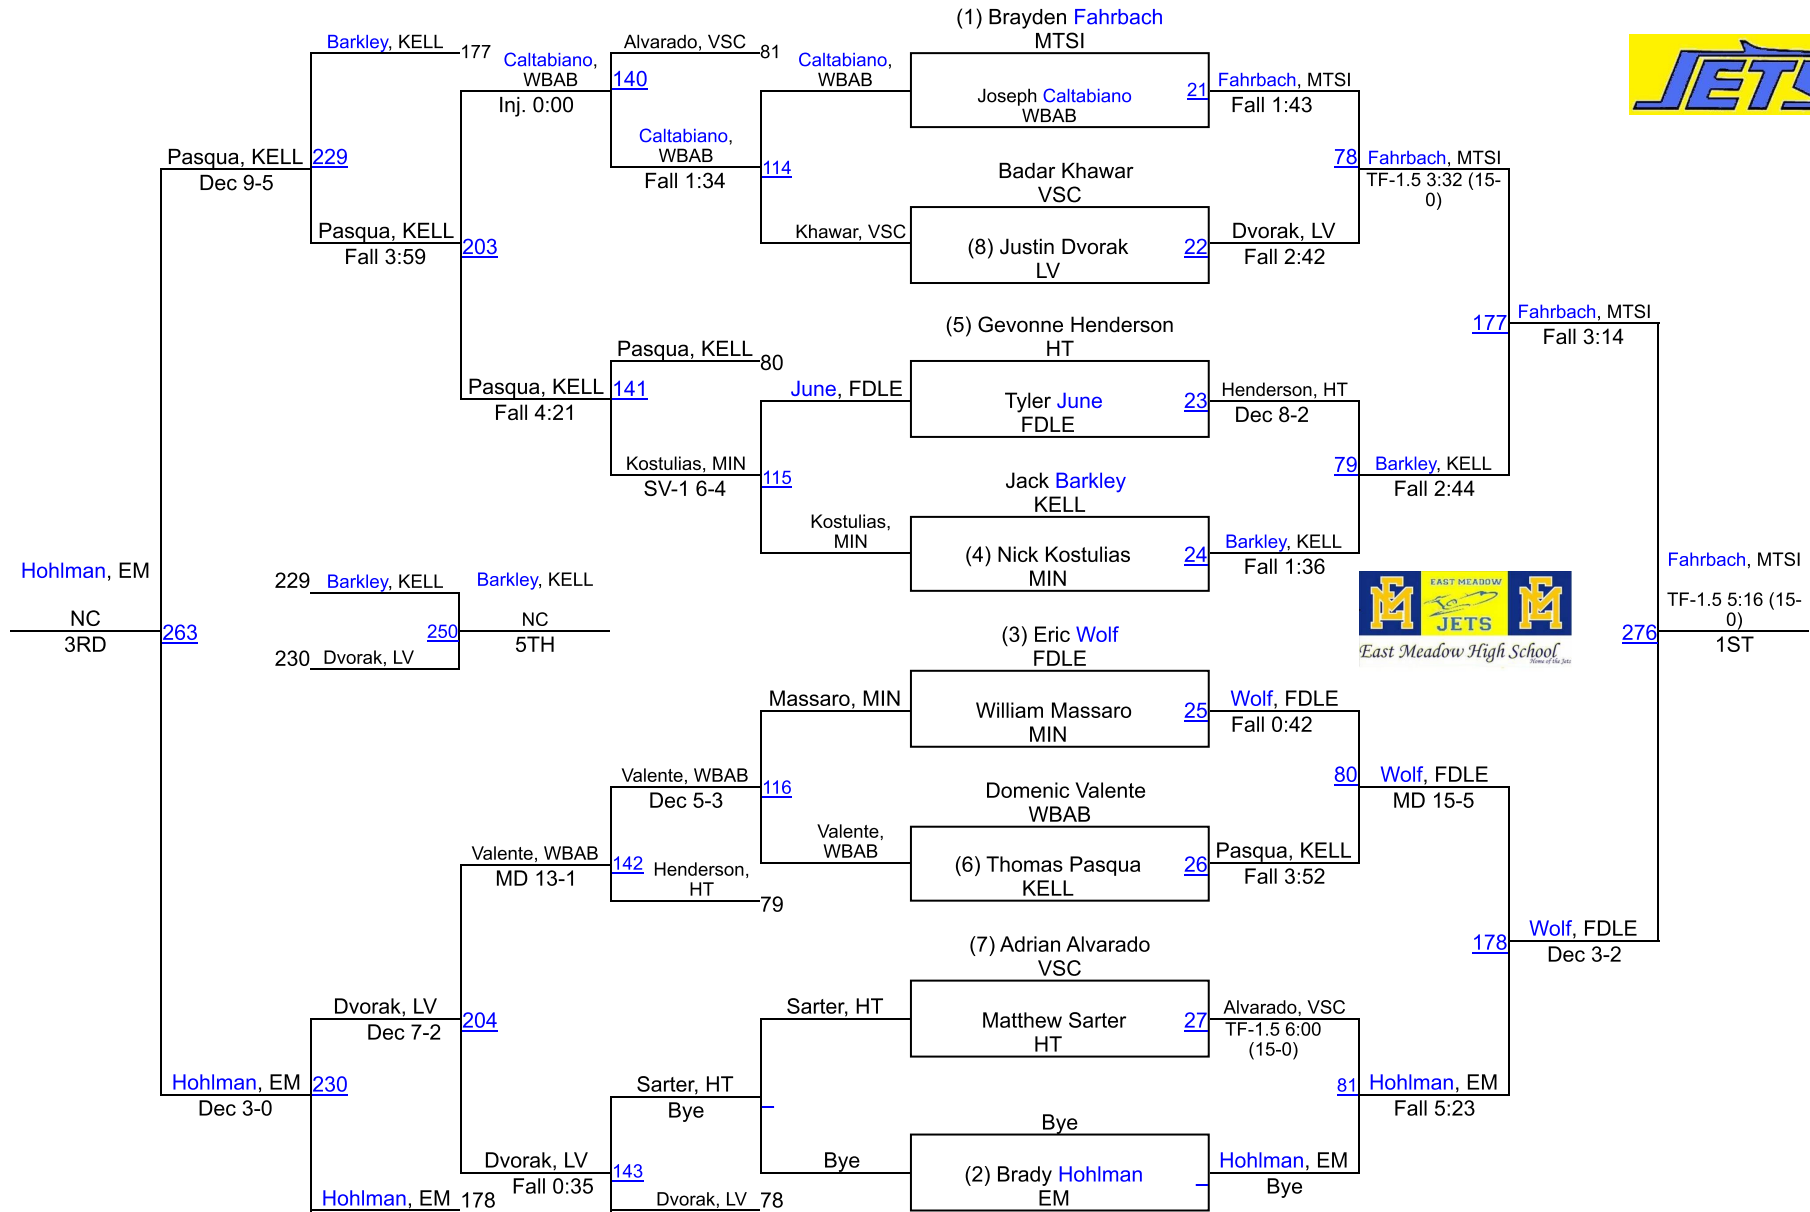 (1) Brayden Fahrbach
MTSI
Barkley, KELL
177
Caltabiano,
WBAB
Inj. 0:00
Alvarado, VSC
81
140
Caltabiano,
WBAB
Joseph Caltabiano
WBAB
21
Fahrbach, MTSI
Fall 1:43
JETS
Caltabiano,
WBAB
Fall 1:34
114
Pasqua, KELL
Dec 9-5
229
Badar Khawar
VSC
78
Fahrbach, MTSI
TF-1.5 3:32 (15-
0)
Pasqua, KELL
Fall 3:59
203
Khawar, VSC
(8) Justin Dvorak
LV
22
Dvorak, LV
Fall 2:42
(5) Gevonne Henderson
HT
177
Fahrbach, MTSI
Fall 3:14
Pasqua, KELL
80
Pasqua, KELL
Fall 4:21
141
June, FDLE
Tyler June
FDLE
23
Henderson, HT
Dec 8-2
Kostulias, MIN
SV-1 6-4
115
Jack Barkley
KELL
79
Barkley, KELL
Fall 2:44
Kostulias,
MIN
(4) Nick Kostulias
MIN
24
Barkley, KELL
Fall 1:36
Hohlman, EM
NC
3RD
263
229
Barkley, KELL
Barkley, KELL
250
NC
5TH
230
Dvorak, LV
EAST MEADOW
JETS
EM
EM
East Meadow High School
Home of the Jets
Fahrbach, MTSI
TF-1.5 5:16 (15-
0)
276
1ST
(3) Eric Wolf
FDLE
Massaro, MIN
William Massaro
MIN
25
Wolf, FDLE
Fall 0:42
Valente, WBAB
Dec 5-3
116
Domenic Valente
WBAB
80
Wolf, FDLE
MD 15-5
Valente,
WBAB
(6) Thomas Pasqua
KELL
26
Pasqua, KELL
Fall 3:52
Valente, WBAB
MD 13-1
142
Henderson,
HT
79
(7) Adrian Alvarado
VSC
178
Wolf, FDLE
Dec 3-2
Dvorak, LV
Dec 7-2
204
Sarter, HT
Matthew Sarter
HT
27
Alvarado, VSC
TF-1.5 6:00
(15-0)
Hohlman, EM
Dec 3-0
230
Sarter, HT
Bye
81
Hohlman, EM
Fall 5:23
Bye
Dvorak, LV
Fall 0:35
143
Bye
(2) Brady Hohlman
EM
Hohlman, EM
Bye
Hohlman, EM
178
Dvorak, LV
78